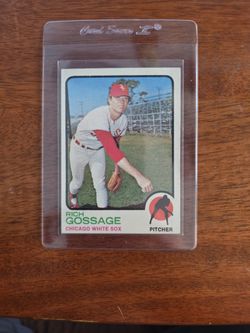 Card Saver II
RICH
GOSSAGE
CHICAGO WHITE SOX
PITCHER